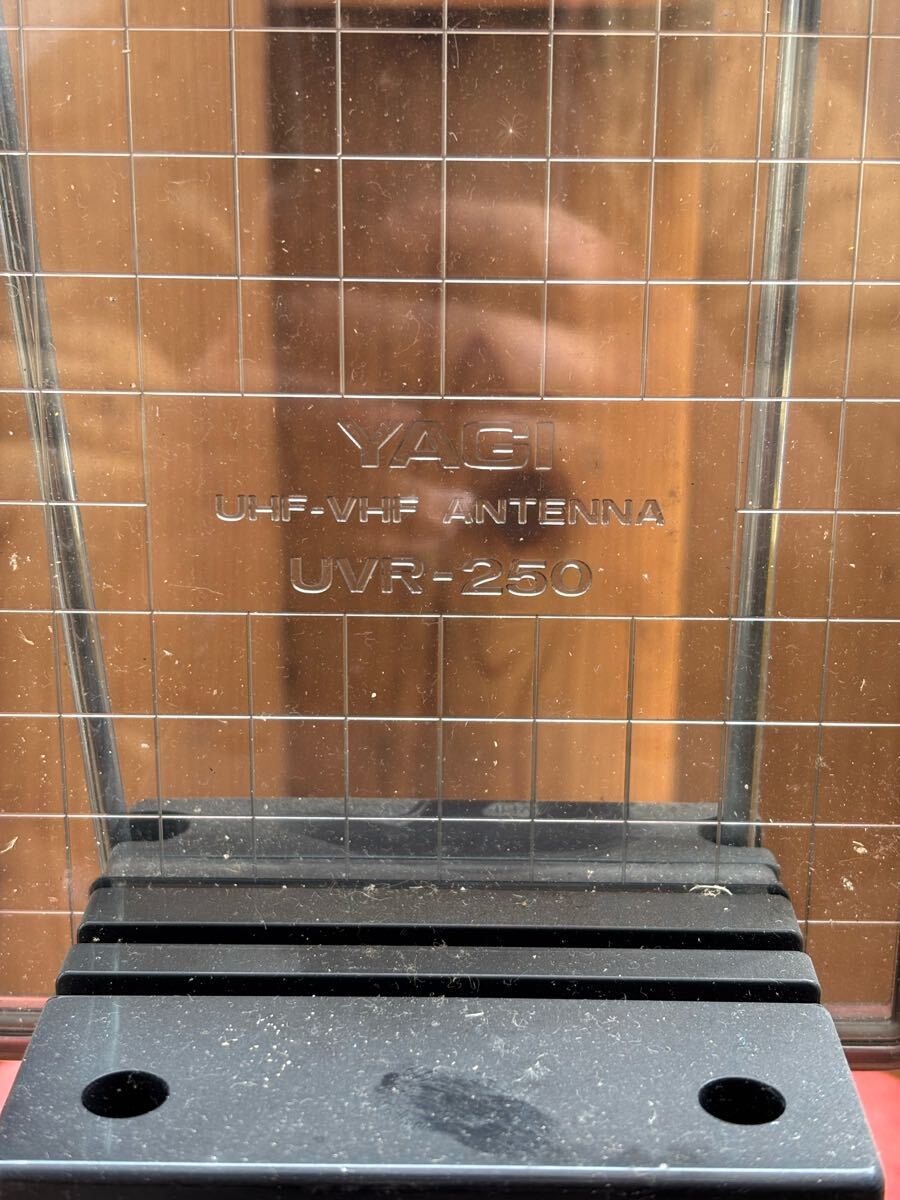 YAGI
UHF-VHF ANTENNA
UVR-250